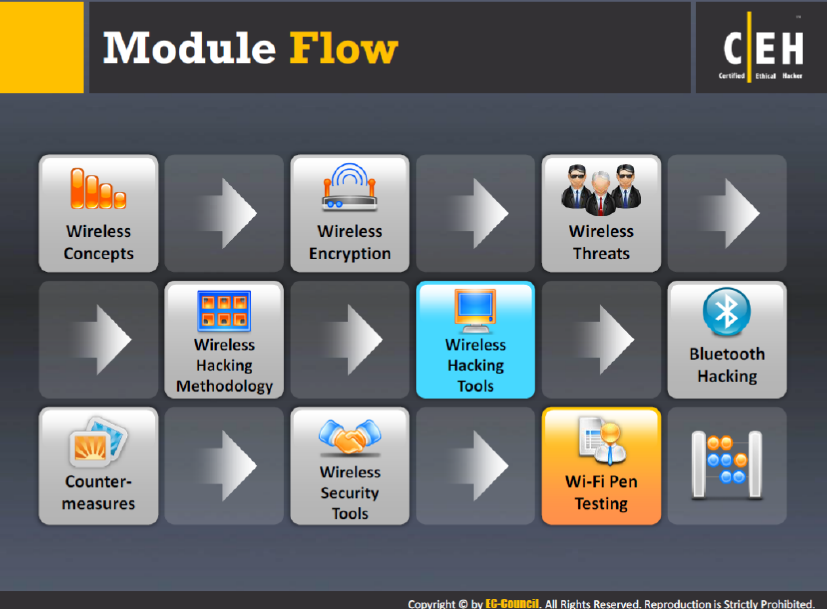 Module Flow
CEH
Certified Ethical Hacker
Wireless
Concepts
Wireless
Encryption
Wireless
Threats
Wireless
Hacking
Methodology
Wireless
Hacking
Tools
Bluetooth
Hacking
Counter-
measures
Wireless
Security
Tools
Wi-Fi Pen
Testing
Copyright © by EC-Council. All Rights Reserved. Reproduction is Strictly Prohibited.